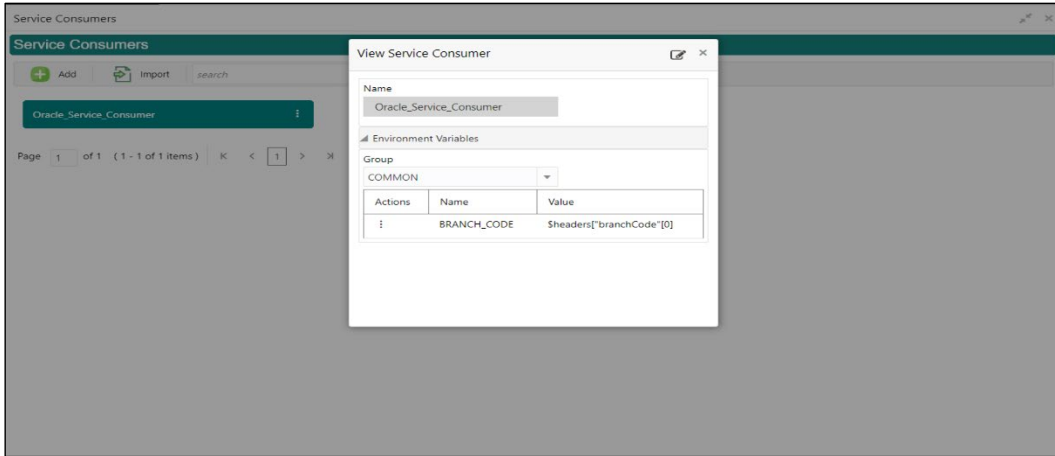 Service Consumers
Service Consumers
Add Import search
Oracle_Service_Consumer
Page 1 of 1 ( 1 - 1 of 1 items ) 1
View Service Consumer
Name
Oracle_Service_Consumer
Environment Variables
Group
COMMON
Actions Name Value
BRANCH_CODE $headers["branchCode"[0]